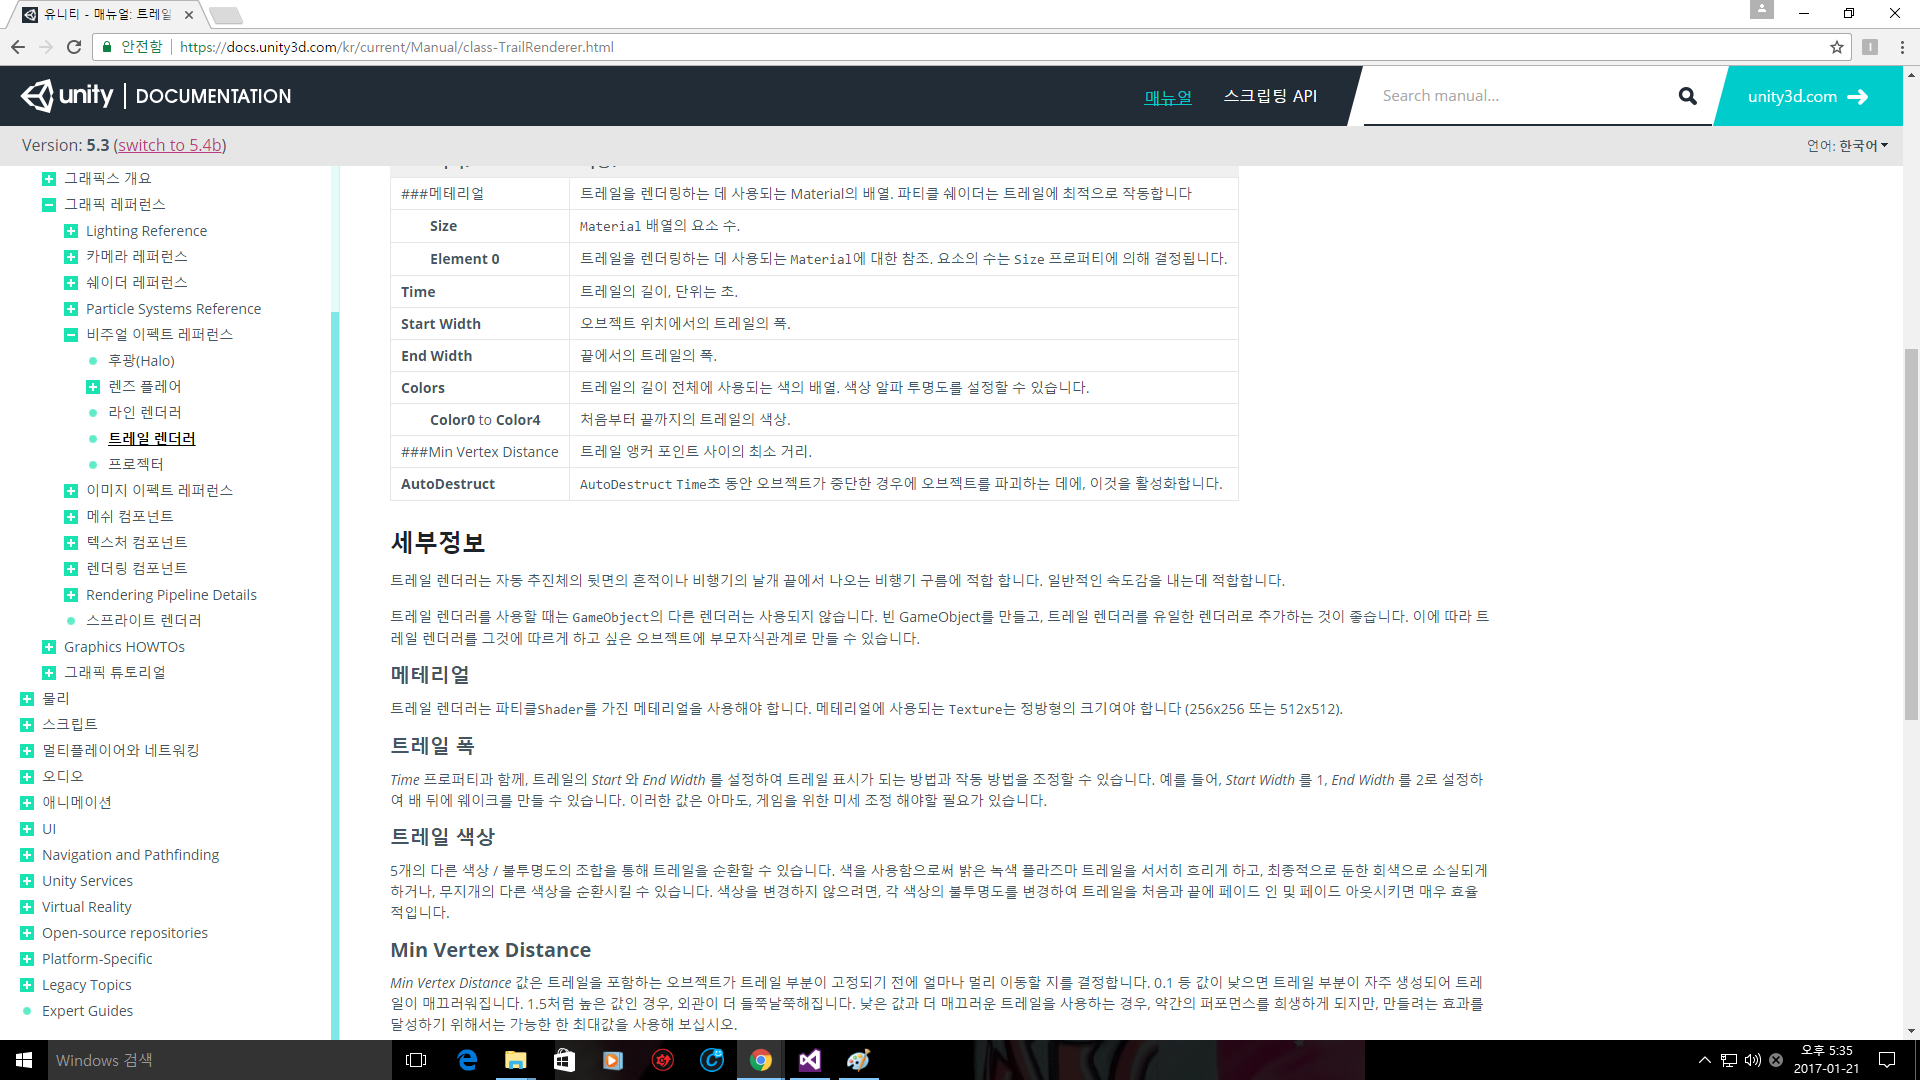 유니티 - 매뉴얼: 트레일
안전함 | https://docs.unity3d.com/kr/current/Manual/class-TrailRenderer.html
unity | DOCUMENTATION
매뉴얼
스크립팅 API
Search manual...
unity3d.com
Version: 5.3 (switch to 5.4b)
언어: 한국어
그래픽스 개요
그래픽 레퍼런스
Lighting Reference
카메라 레퍼런스
쉐이더 레퍼런스
Particle Systems Reference
비주얼 이펙트 레퍼런스
후광(Halo)
렌즈 플레어
라인 렌더러
트레일 렌더러
프로젝터
이미지 이펙트 레퍼런스
메쉬 컴포넌트
텍스처 컴포넌트
렌더링 컴포넌트
Rendering Pipeline Details
스프라이트 렌더러
Graphics HOWTOs
그래픽 튜토리얼
물리
스크립트
멀티플레이어와 네트워킹
오디오
애니메이션
UI
Navigation and Pathfinding
Unity Services
Virtual Reality
Open-source repositories
Platform-Specific
Legacy Topics
Expert Guides
###메테리얼 트레일을 렌더링하는 데 사용되는 Material의 배열. 파티클 쉐이더는 트레일에 최적으로 작동합니다
Size Material 배열의 요소 수.
Element 0 트레일을 렌더링하는 데 사용되는 Material에 대한 참조. 요소의 수는 Size 프로퍼티에 의해 결정됩니다.
Time 트레일의 길이, 단위는 초.
Start Width 오브젝트 위치에서의 트레일의 폭.
End Width 끝에서의 트레일의 폭.
Colors 트레일의 길이 전체에 사용되는 색의 배열. 색상 알파 투명도를 설정할 수 있습니다.
Color0 to Color4 처음부터 끝까지의 트레일의 색상.
###Min Vertex Distance 트레일 앵커 포인트 사이의 최소 거리.
AutoDestruct AutoDestruct Time초 동안 오브젝트가 중단한 경우에 오브젝트를 파괴하는 데에, 이것을 활성화합니다.
세부정보
트레일 렌더러는 자동 추진체의 뒷면의 흔적이나 비행기의 날개 끝에서 나오는 비행기 구름에 적합 합니다. 일반적인 속도감을 내는데 적합합니다.
트레일 렌더러를 사용할 때는 GameObject의 다른 렌더러는 사용되지 않습니다. 빈 GameObject를 만들고, 트레일 렌더러를 유일한 렌더러로 추가하는 것이 좋습니다. 이에 따라 트
레일 렌더러를 그것에 따르게 하고 싶은 오브젝트에 부모자식관계로 만들 수 있습니다.
메테리얼
트레일 렌더러는 파티클Shader를 가진 메테리얼을 사용해야 합니다. 메테리얼에 사용되는 Texture는 정방형의 크기여야 합니다 (256x256 또는 512x512).
트레일 폭
Time 프로퍼티과 함께, 트레일의 Start 와 End Width 를 설정하여 트레일 표시가 되는 방법과 작동 방법을 조정할 수 있습니다. 예를 들어, Start Width 를 1, End Width 를 2로 설정하
여 배 뒤에 웨이크를 만들 수 있습니다. 이러한 값은 아마도, 게임을 위한 미세 조정 해야할 필요가 있습니다.
트레일 색상
5개의 다른 색상 / 불투명도의 조합을 통해 트레일을 순환할 수 있습니다. 색을 사용함으로써 밝은 녹색 플라즈마 트레일을 서서히 흐리게 하고, 최종적으로 둔한 회색으로 소실되게
하거나, 무지개의 다른 색상을 순환시킬 수 있습니다. 색상을 변경하지 않으려면, 각 색상의 불투명도를 변경하여 트레일을 처음과 끝에 페이드 인 및 페이드 아웃시키면 매우 효율
적입니다.
Min Vertex Distance
Min Vertex Distance 값은 트레일을 포함하는 오브젝트가 트레일 부분이 고정되기 전에 얼마나 멀리 이동할 지를 결정합니다. 0.1 등 값이 낮으면 트레일 부분이 자주 생성되어 트레
일이 매끄러워집니다. 1.5처럼 높은 값인 경우, 외관이 더 들쭉날쭉해집니다. 낮은 값과 더 매끄러운 트레일을 사용하는 경우, 약간의 퍼포먼스를 희생하게 되지만, 만들려는 효과를
달성하기 위해서는 가능한 한 최대값을 사용해 보십시오.
Windows 검색
오후 5:35
2017-01-21